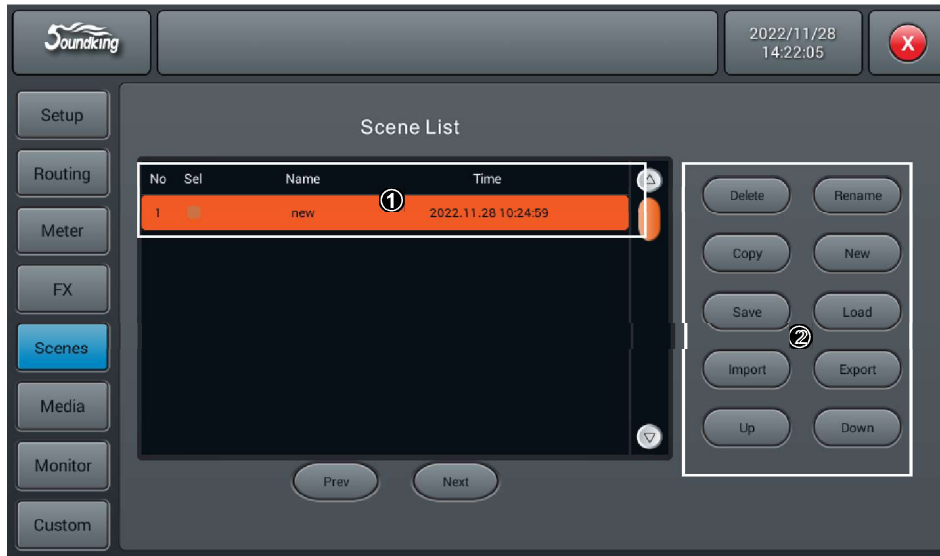 Soundking
2022/11/28
14:22:05
X
Setup
Routing
Meter
FX
Scenes
Media
Monitor
Custom
Scene List
No Sel Name Time
1 new 2022.11.28 10:24:59
①
Prev Next
Delete Rename
Copy New
Save Load
②
Import Export
Up Down